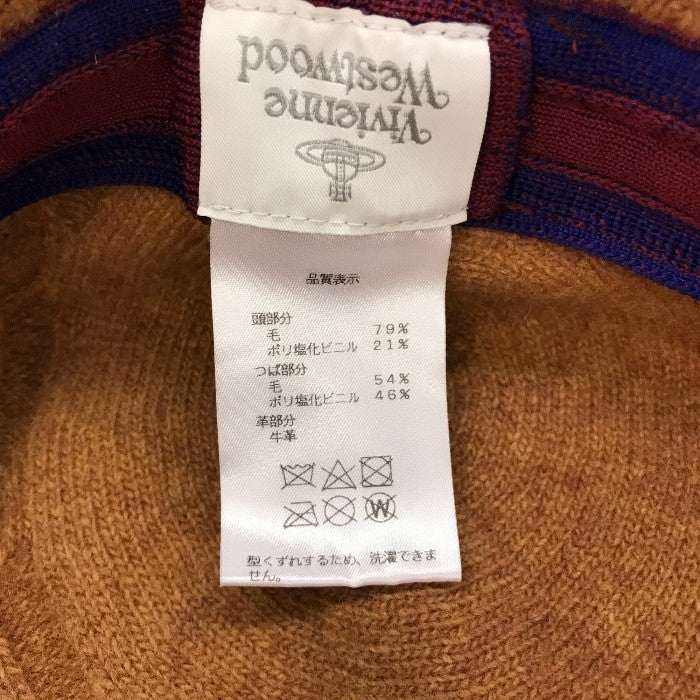 Vivienne
Westwood
品質表示
頭部分
毛 79%
ポリ塩化ビニル 21%
つば部分
毛 54%
ポリ塩化ビニル 46%
革部分
牛革
W
型くずれするため、洗濯できま
せん。